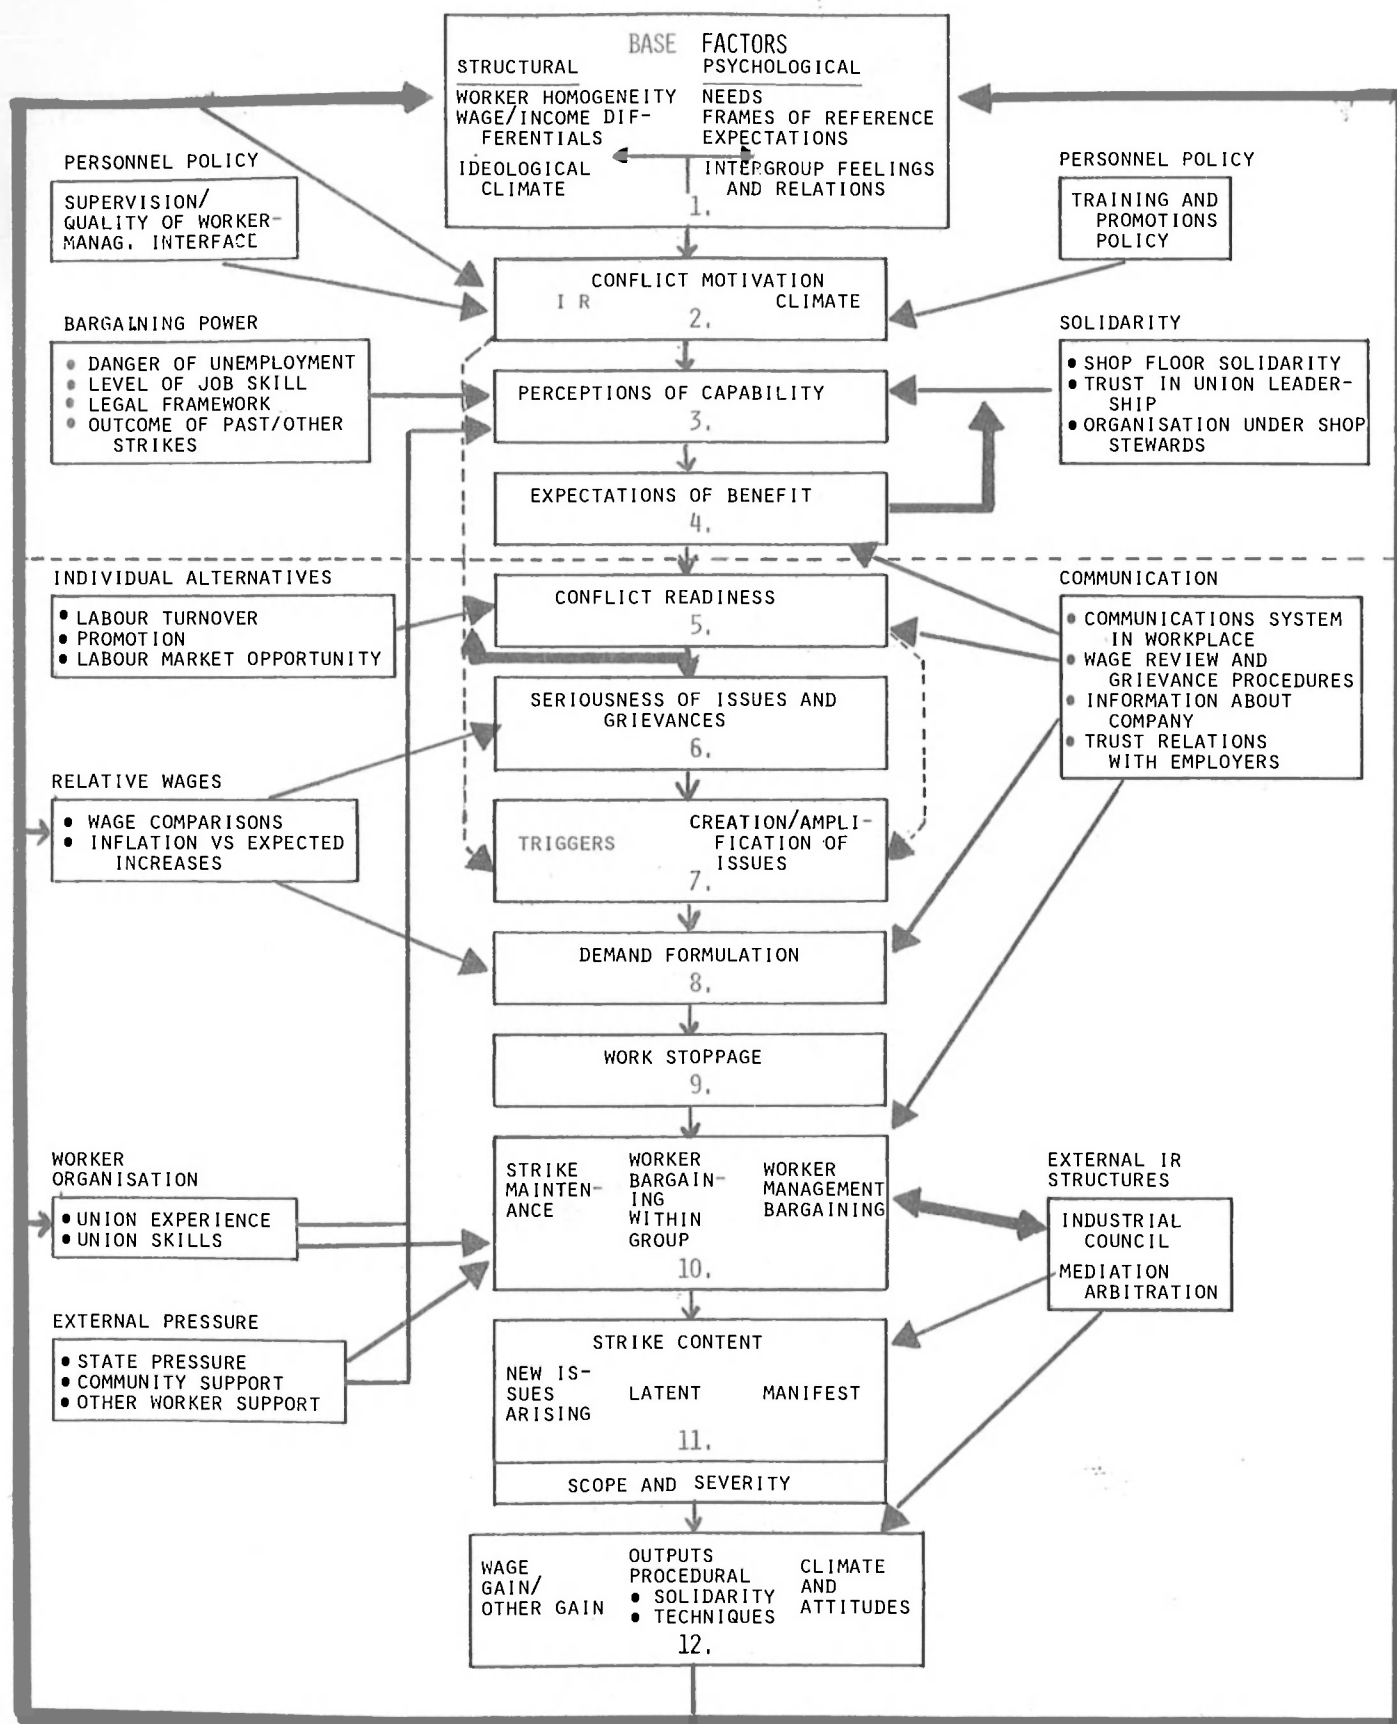 BASE FACTORS
STRUCTURAL
PSYCHOLOGICAL
WORKER HOMOGENEITY
WAGE/INCOME DIF-
FERENTIALS
IDEOLOGICAL
CLIMATE
NEEDS
FRAMES OF REFERENCE
EXPECTATIONS
INTERGROUP FEELINGS
AND RELATIONS
1.
PERSONNEL POLICY
SUPERVISION/
QUALITY OF WORKER-
MANAG. INTERFACE
PERSONNEL POLICY
TRAINING AND
PROMOTIONS
POLICY
CONFLICT MOTIVATION
I R CLIMATE
2.
BARGAINING POWER
• DANGER OF UNEMPLOYMENT
• LEVEL OF JOB SKILL
• LEGAL FRAMEWORK
• OUTCOME OF PAST/OTHER
STRIKES
SOLIDARITY
• SHOP FLOOR SOLIDARITY
• TRUST IN UNION LEADER-
SHIP
• ORGANISATION UNDER SHOP
STEWARDS
PERCEPTIONS OF CAPABILITY
3.
EXPECTATIONS OF BENEFIT
4.
INDIVIDUAL ALTERNATIVES
• LABOUR TURNOVER
• PROMOTION
• LABOUR MARKET OPPORTUNITY
CONFLICT READINESS
5.
COMMUNICATION
• COMMUNICATIONS SYSTEM
IN WORKPLACE
• WAGE REVIEW AND
GRIEVANCE PROCEDURES
• INFORMATION ABOUT
COMPANY
• TRUST RELATIONS
WITH EMPLOYERS
SERIOUSNESS OF ISSUES AND
GRIEVANCES
6.
RELATIVE WAGES
• WAGE COMPARISONS
• INFLATION VS EXPECTED
INCREASES
TRIGGERS
CREATION/AMPLI-
FICATION OF
ISSUES
7.
DEMAND FORMULATION
8.
WORK STOPPAGE
9.
WORKER
ORGANISATION
• UNION EXPERIENCE
• UNION SKILLS
STRIKE
MAINTEN-
ANCE
WORKER
BARGAIN-
ING
WITHIN
GROUP
WORKER
MANAGEMENT
BARGAINING
10.
EXTERNAL IR
STRUCTURES
INDUSTRIAL
COUNCIL
MEDIATION
ARBITRATION
EXTERNAL PRESSURE
• STATE PRESSURE
• COMMUNITY SUPPORT
• OTHER WORKER SUPPORT
STRIKE CONTENT
NEW IS-
SUES
ARISING
LATENT
MANIFEST
11.
SCOPE AND SEVERITY
WAGE
GAIN/
OTHER GAIN
OUTPUTS
PROCEDURAL
• SOLIDARITY
• TECHNIQUES
CLIMATE
AND
ATTITUDES
12.